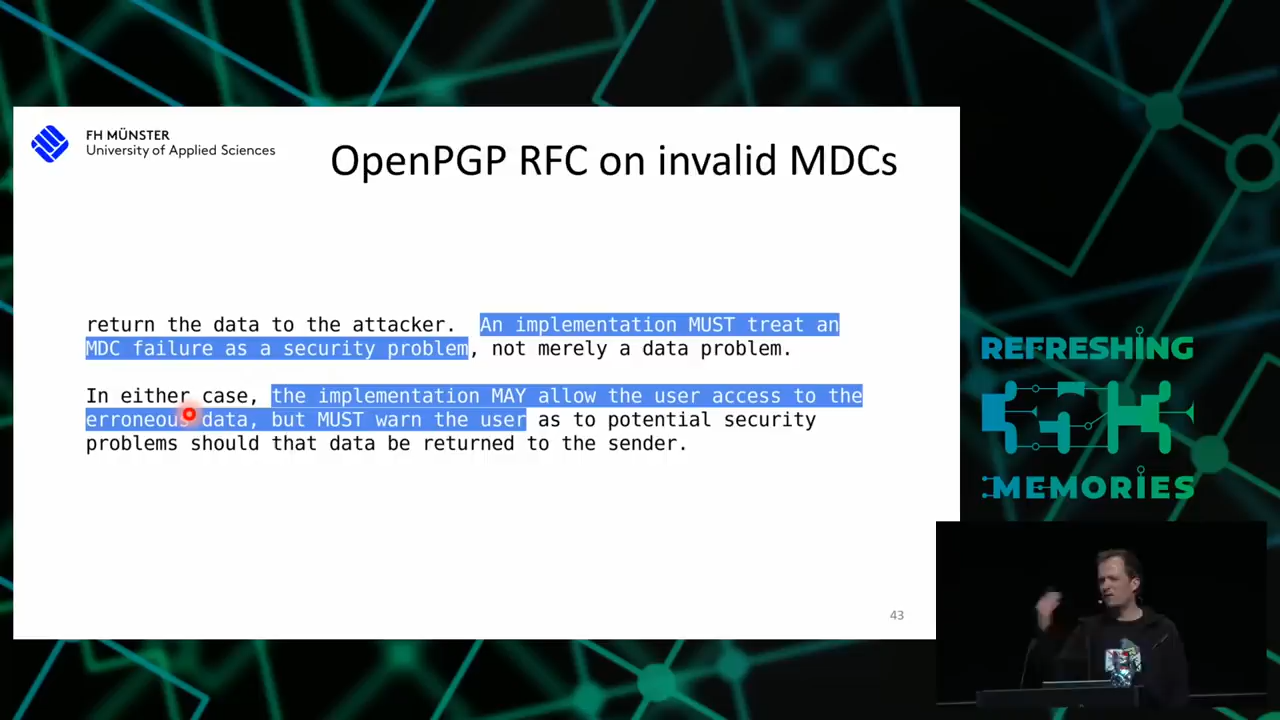 FH MÜNSTER
University of Applied Sciences
OpenPGP RFC on invalid MDCs
return the data to the attacker. An implementation MUST treat an
MDC failure as a security problem, not merely a data problem.
In either case, the implementation MAY allow the user access to the
erroneous data, but MUST warn the user as to potential security
problems should that data be returned to the sender.
43
REFRESHING
35C3
MEMORIES